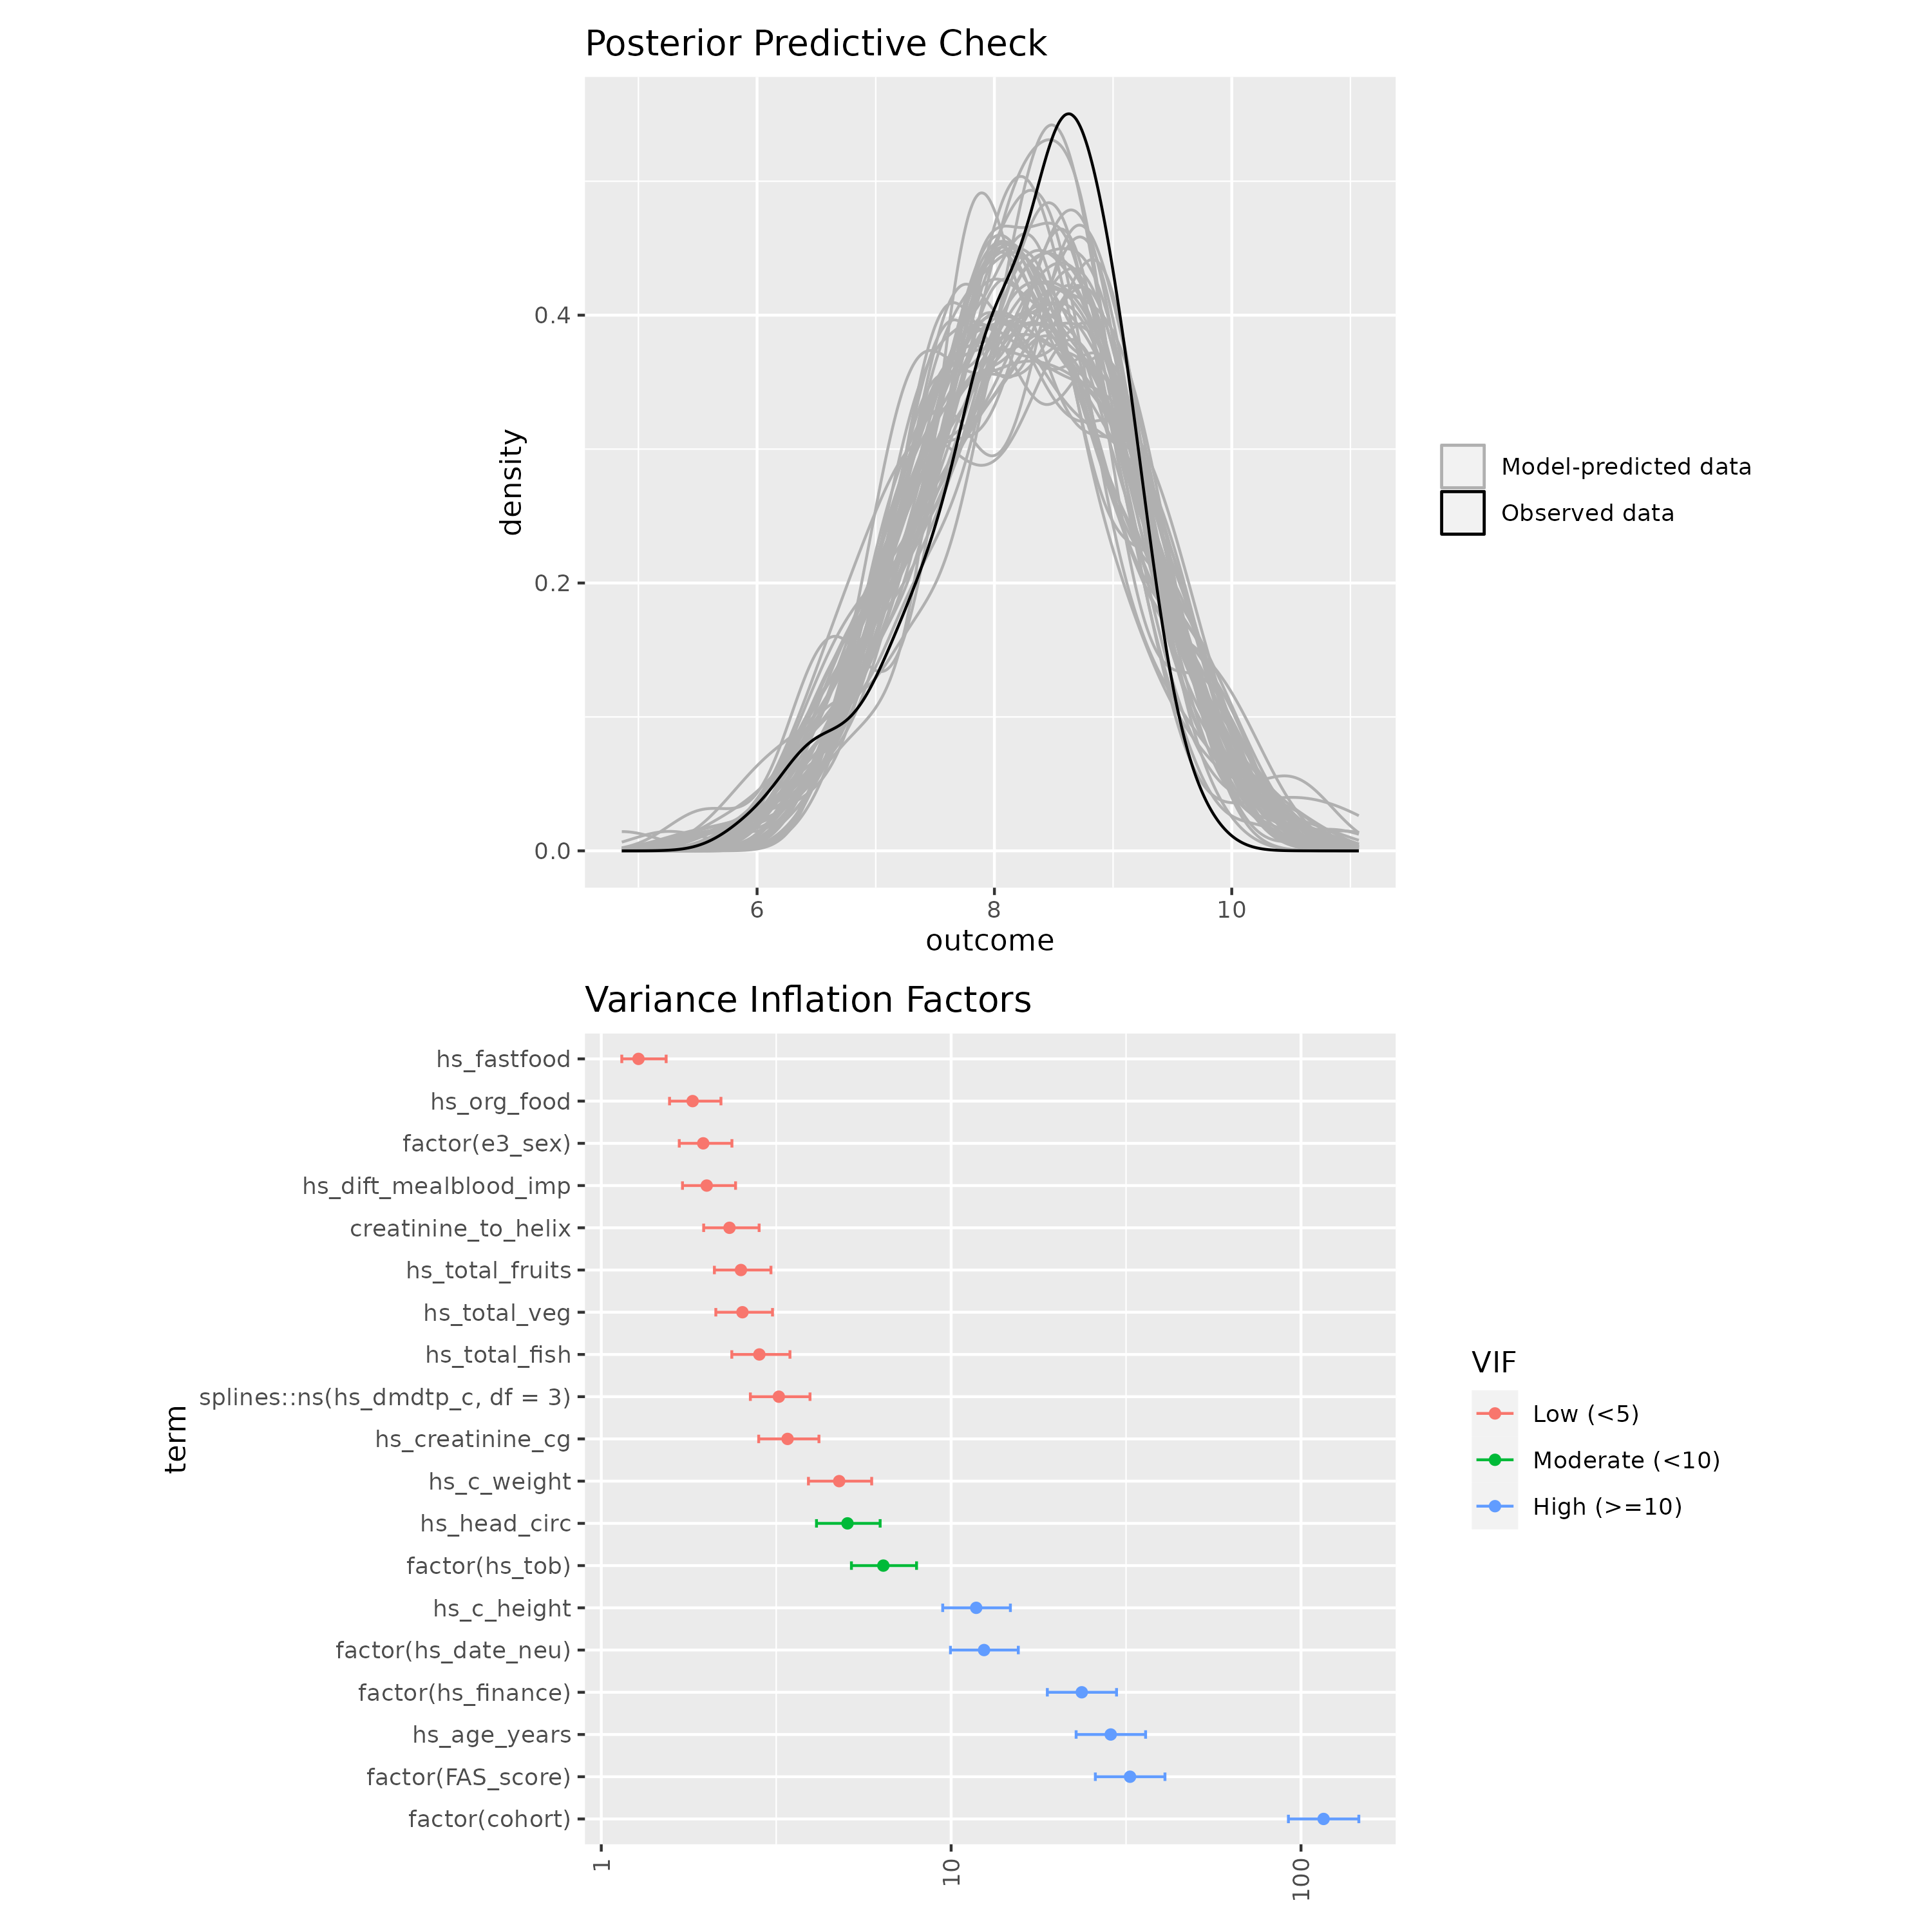 Posterior Predictive Check
density
0.4
0.2
0.0
6
8
10
outcome
Model-predicted data
Observed data
Variance Inflation Factors
term
hs_fastfood
hs_org_food
factor(e3_sex)
hs_dift_mealblood_imp
creatinine_to_helix
hs_total_fruits
hs_total_veg
hs_total_fish
splines::ns(hs_dmdtp_c, df = 3)
hs_creatinine_cg
hs_c_weight
hs_head_circ
factor(hs_tob)
hs_c_height
factor(hs_date_neu)
factor(hs_finance)
hs_age_years
factor(FAS_score)
factor(cohort)
1
10
100
VIF
Low (<5)
Moderate (<10)
High (>=10)